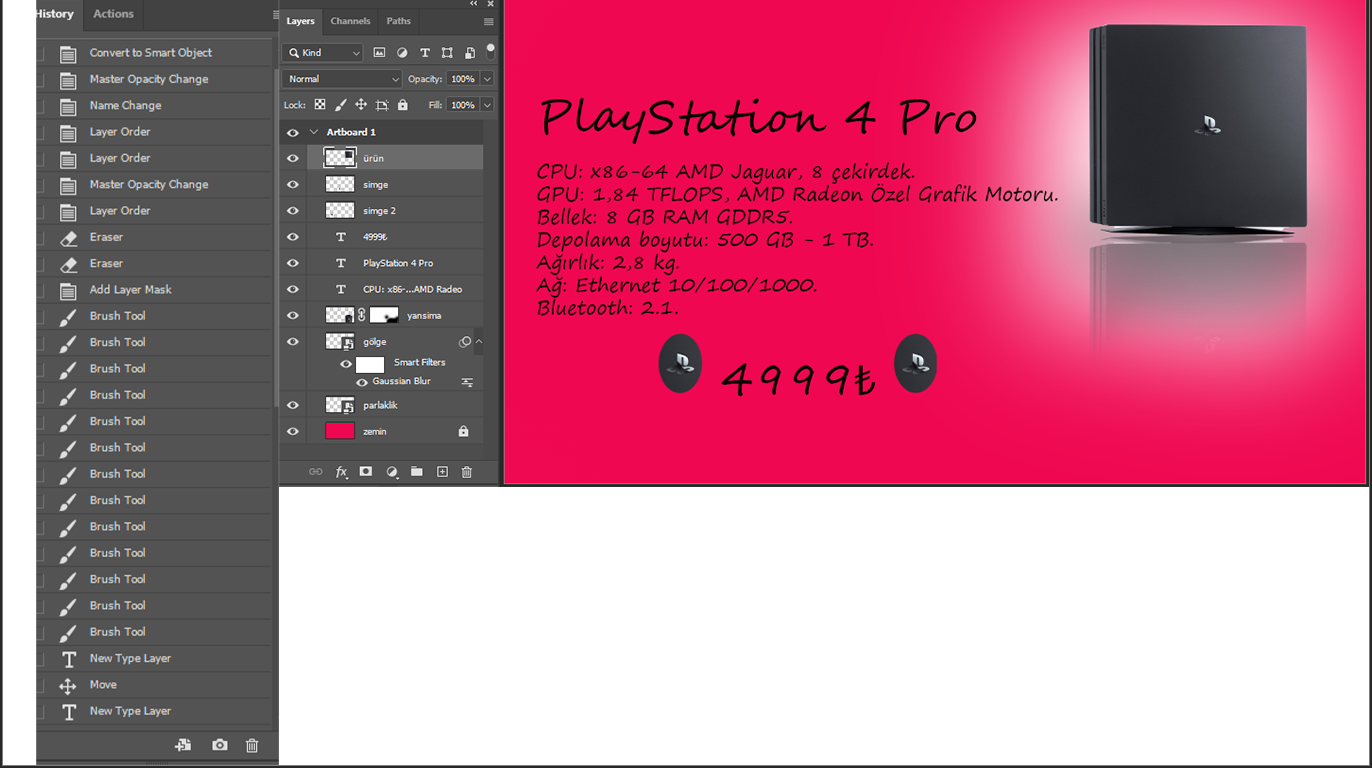 History Actions
Convert to Smart Object
Master Opacity Change
Name Change
Layer Order
Layer Order
Master Opacity Change
Layer Order
Eraser
Eraser
Add Layer Mask
Brush Tool
Brush Tool
Brush Tool
Brush Tool
Brush Tool
Brush Tool
Brush Tool
Brush Tool
Brush Tool
Brush Tool
Brush Tool
Brush Tool
Brush Tool
New Type Layer
Move
New Type Layer
Layers Channels Paths
Kind
Normal Opacity: 100%
Lock: Fill: 100%
Artboard 1
ürün
simge
simge 2
4999₺
PlayStation 4 Pro
CPU: x86-...AMD Radeo
yansima
gölge
Smart Filters
Gaussian Blur
parlaklik
zemin
fx
PlayStation 4 Pro
CPU: x86-64 AMD Jaguar, 8 çekirdek.
GPU: 1,84 TFLOPS, AMD Radeon Özel Grafik Motoru.
Bellek: 8 GB RAM GDDR5.
Depolama boyutu: 500 GB - 1 TB.
Ağırlık: 2,8 kg.
Ağ: Ethernet 10/100/1000.
Bluetooth: 2.1.
4999₺